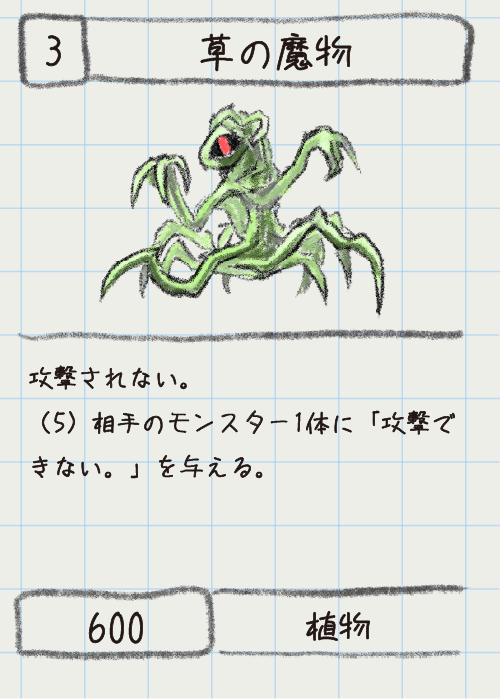 3
草の魔物
攻撃されない。
（5）相手のモンスター1体に「攻撃で
きない。」を与える。
600
植物